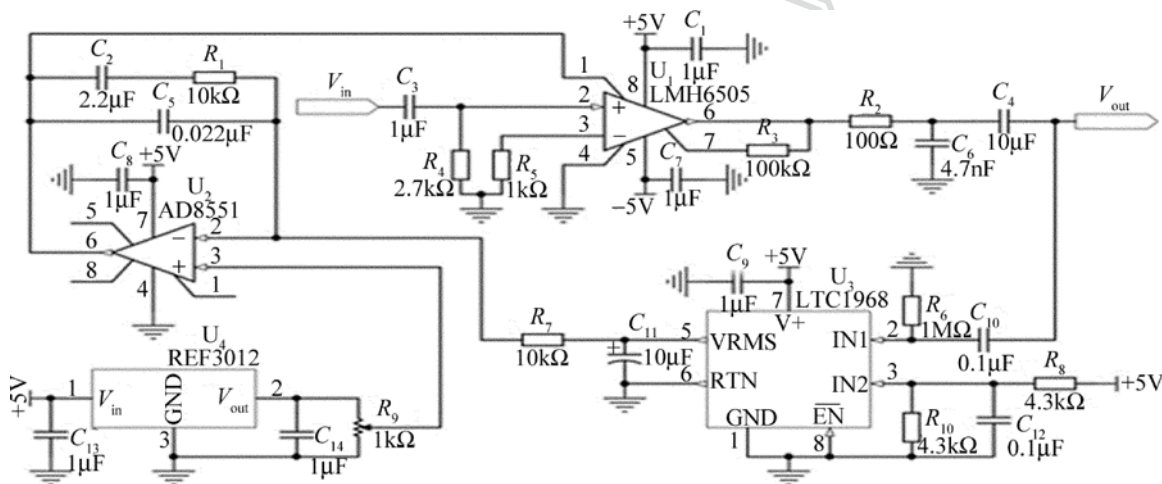 +5V
C1
1μF
U1
LMH6505
1
2
3
4
5
6
7
8
+
−
C2
2.2μF
R1
10kΩ
C5
0.022μF
Vin
C3
1μF
R4
2.7kΩ
R5
1kΩ
C7
1μF
−5V
R3
100kΩ
R2
100Ω
C6
4.7nF
C4
10μF
Vout
C8
1μF
+5V
U2
AD8551
5
6
8
7
4
−
+
2
3
1
U4
REF3012
+5V
1
Vin
GND
Vout
2
3
C13
1μF
C14
1μF
R9
1kΩ
R7
10kΩ
C11
+
10μF
C9
1μF
+5V
U3
LTC1968
7
V+
5
VRMS
6
RTN
IN1
2
IN2
3
GND
1
EN
8
R6
1MΩ
C10
0.1μF
R8
4.3kΩ
+5V
R10
4.3kΩ
C12
0.1μF